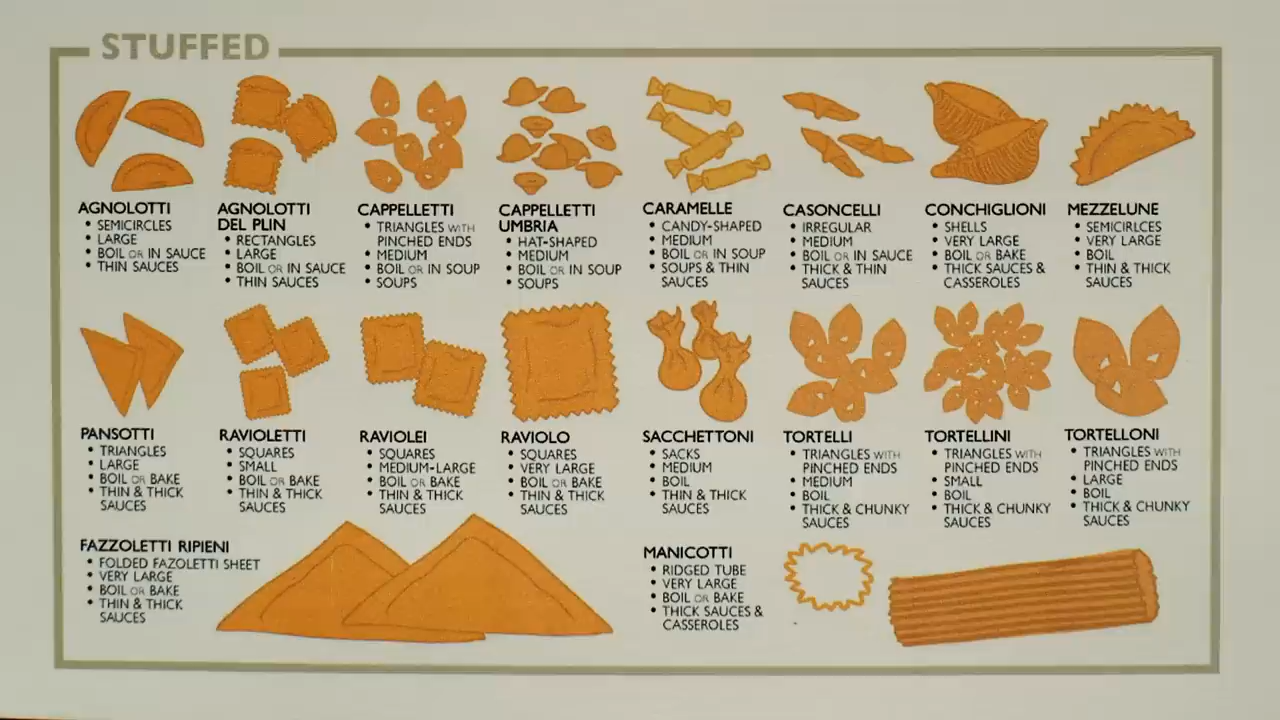 STUFFED
AGNOLOTTI
• SEMICIRCLES
• LARGE
• BOIL OR IN SAUCE
• THIN SAUCES
AGNOLOTTI
DEL PLIN
• RECTANGLES
• LARGE
• BOIL OR IN SAUCE
• THIN SAUCES
CAPPELLETTI
• TRIANGLES WITH
PINCHED ENDS
• MEDIUM
• BOIL OR IN SOUP
• SOUPS
CAPPELLETTI
UMBRIA
• HAT-SHAPED
• MEDIUM
• BOIL OR IN SOUP
• SOUPS
CARAMELLE
• CANDY-SHAPED
• MEDIUM
• BOIL OR IN SOUP
• SOUPS & THIN
SAUCES
CASONCELLI
• IRREGULAR
• MEDIUM
• BOIL OR IN SAUCE
• THICK & THIN
SAUCES
CONCHIGLIONI
• SHELLS
• VERY LARGE
• BOIL OR BAKE
• THICK SAUCES &
CASSEROLES
MEZZELUNE
• SEMICIRLCES
• VERY LARGE
• BOIL
• THIN & THICK
SAUCES
PANSOTTI
• TRIANGLES
• LARGE
• BOIL OR BAKE
• THIN & THICK
SAUCES
RAVIOLETTI
• SQUARES
• SMALL
• BOIL OR BAKE
• THIN & THICK
SAUCES
RAVIOLEI
• SQUARES
• MEDIUM-LARGE
• BOIL OR BAKE
• THIN & THICK
SAUCES
RAVIOLO
• SQUARES
• VERY LARGE
• BOIL OR BAKE
• THIN & THICK
SAUCES
SACCHETTONI
• SACKS
• MEDIUM
• BOIL
• THIN & THICK
SAUCES
TORTELLI
• TRIANGLES WITH
PINCHED ENDS
• MEDIUM
• BOIL
• THICK & CHUNKY
SAUCES
TORTELLINI
• TRIANGLES WITH
PINCHED ENDS
• SMALL
• BOIL
• THICK & CHUNKY
SAUCES
TORTELLONI
• TRIANGLES WITH
PINCHED ENDS
• LARGE
• BOIL
• THICK & CHUNKY
SAUCES
FAZZOLETTI RIPIENI
• FOLDED FAZOLETTI SHEET
• VERY LARGE
• BOIL OR BAKE
• THIN & THICK
SAUCES
MANICOTTI
• RIDGED TUBE
• VERY LARGE
• BOIL OR BAKE
• THICK SAUCES &
CASSEROLES